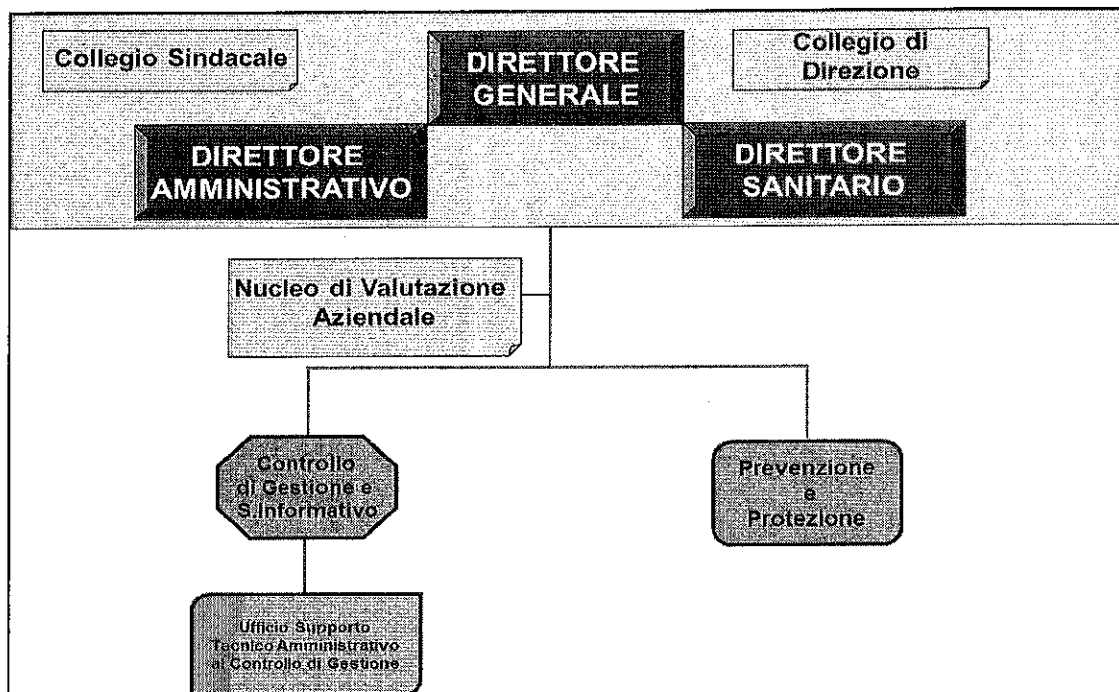 Collegio Sindacale
DIRETTORE
GENERALE
Collegio di
Direzione
DIRETTORE
AMMINISTRATIVO
DIRETTORE
SANITARIO
Nucleo di Valutazione
Aziendale
Controllo
di Gestione e
S.Informativo
Prevenzione
e
Protezione
Ufficio Supporto
Tecnico Amministrativo
al Controllo di Gestione